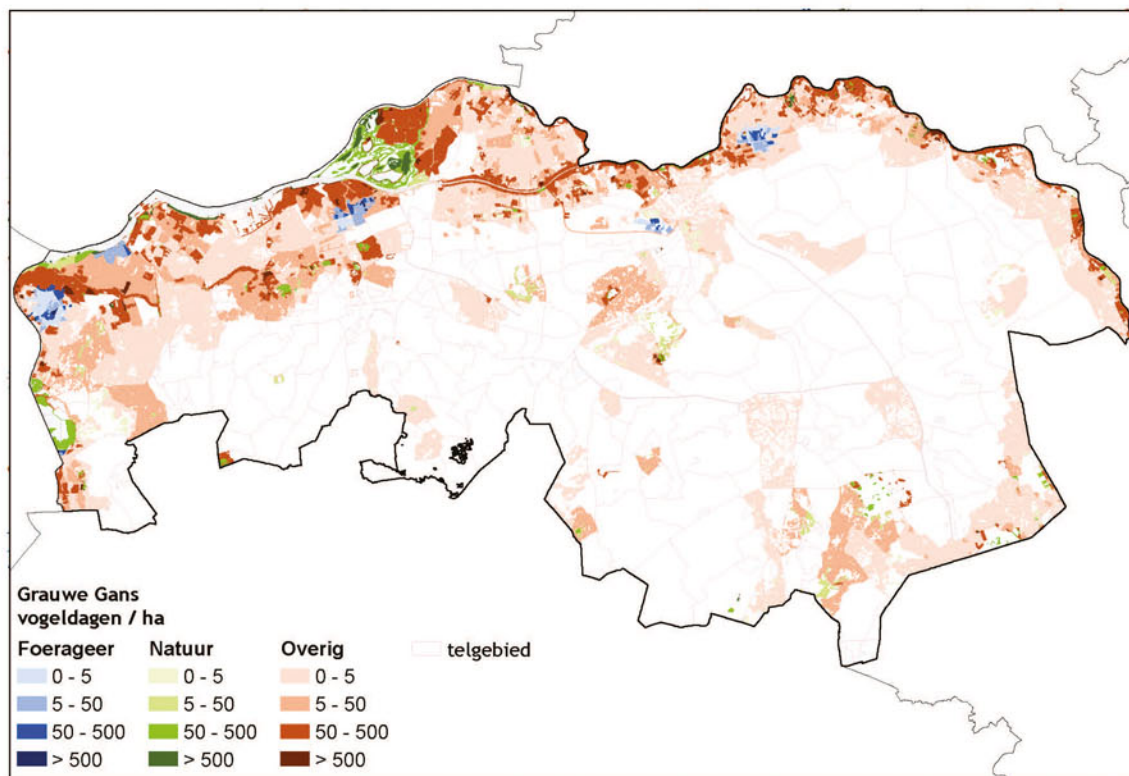 Grauwe Gans
vogeldagen / ha
Foerageer Natuur Overig telgebied
0 - 5 0 - 5 0 - 5
5 - 50 5 - 50 5 - 50
50 - 500 50 - 500 50 - 500
> 500 > 500 > 500